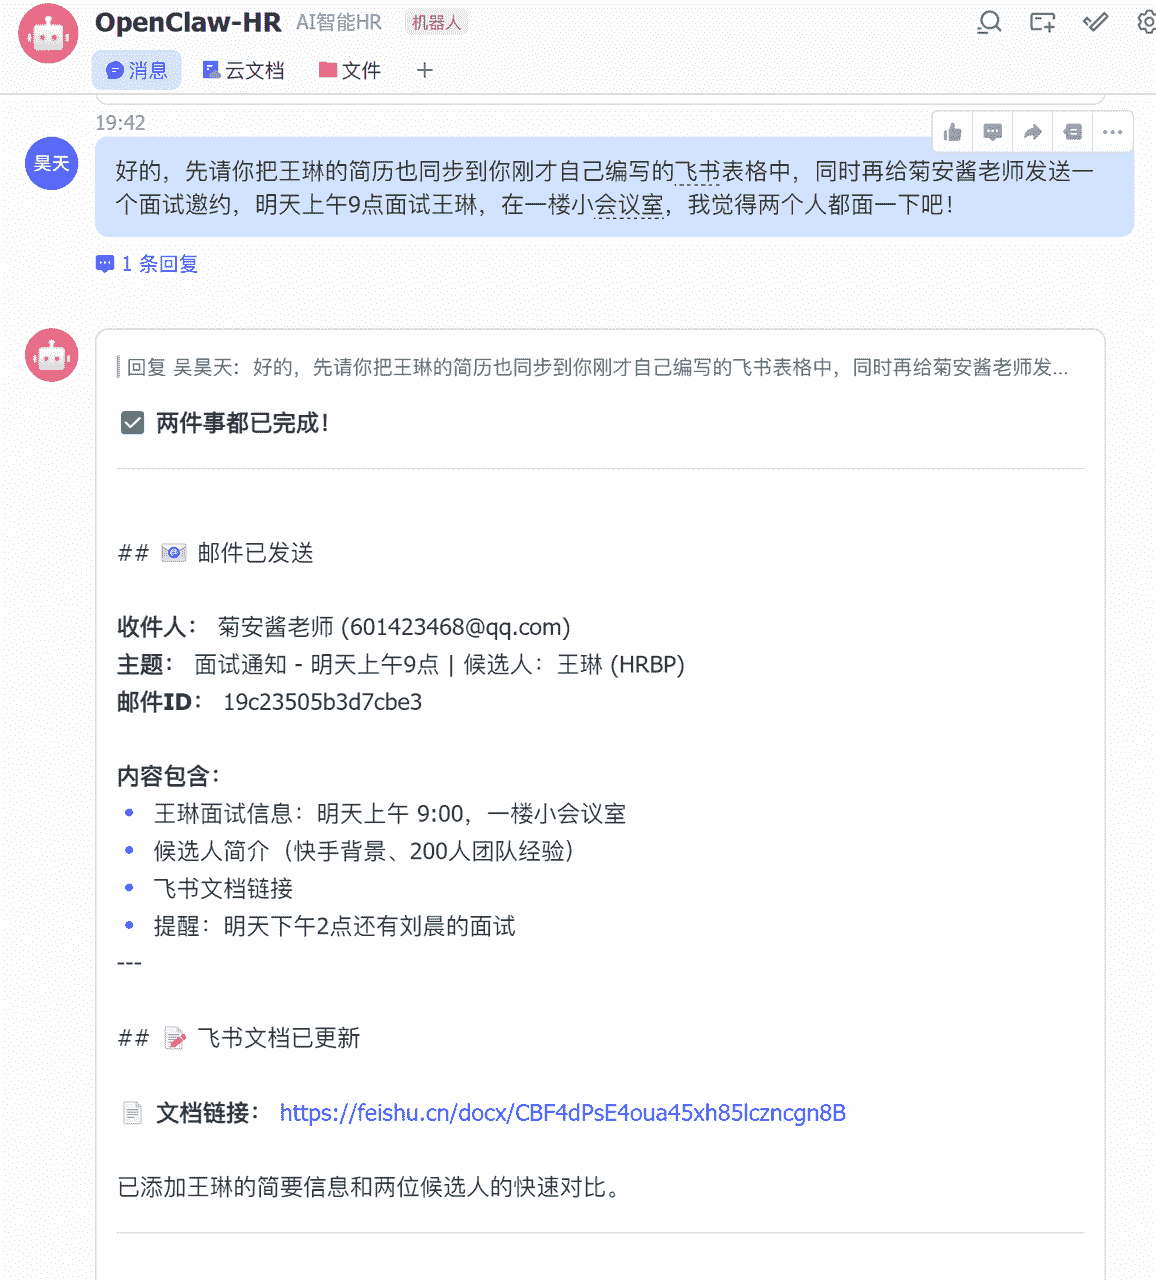 OpenClaw-HR AI智能HR 机器人
消息 云文档 文件
19:42
昊天
好的，先请你把王琳的简历也同步到你刚才自己编写的飞书表格中，同时再给菊安酱老师发送一
个面试邀约，明天上午9点面试王琳，在一楼小会议室，我觉得两个人都面一下吧！
1 条回复
回复 吴昊天：好的，先请你把王琳的简历也同步到你刚才自己编写的飞书表格中，同时再给菊安酱老师发...
两件事都已完成！
## 邮件已发送
收件人： 菊安酱老师 (601423468@qq.com)
主题： 面试通知 - 明天上午9点 | 候选人：王琳 (HRBP)
邮件ID： 19c23505b3d7cbe3
内容包含：
• 王琳面试信息：明天上午 9:00，一楼小会议室
• 候选人简介（快手背景、200人团队经验）
• 飞书文档链接
• 提醒：明天下午2点还有刘晨的面试
---
## 飞书文档已更新
文档链接： https://feishu.cn/docx/CBF4dPsE4oua45xh85lczncgn8B
已添加王琳的简要信息和两位候选人的快速对比。